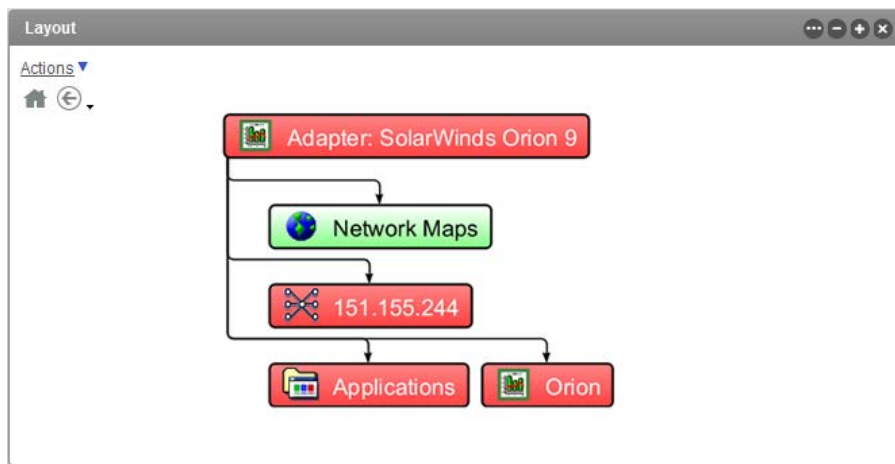 Layout
Actions
Adapter: SolarWinds Orion 9
Network Maps
151.155.244
Applications
Orion